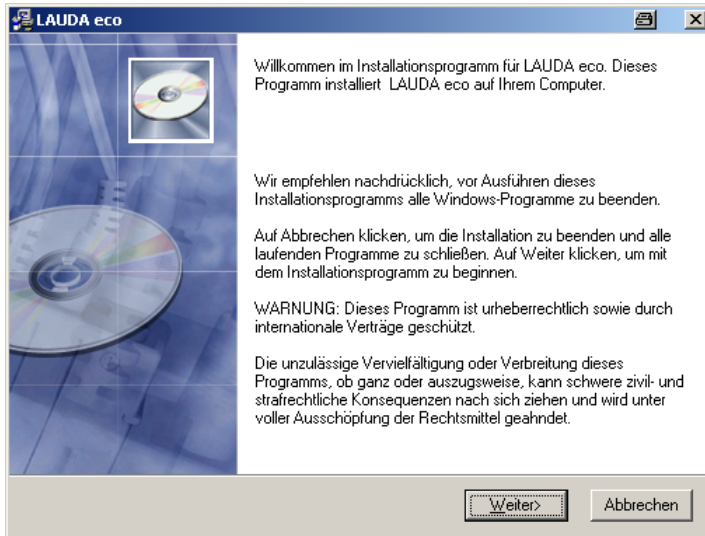 LAUDA eco
Willkommen im Installationsprogramm für LAUDA eco. Dieses
Programm installiert LAUDA eco auf Ihrem Computer.
Wir empfehlen nachdrücklich, vor Ausführen dieses
Installationsprogramms alle Windows-Programme zu beenden.
Auf Abbrechen klicken, um die Installation zu beenden und alle
laufenden Programme zu schließen. Auf Weiter klicken, um mit
dem Installationsprogramm zu beginnen.
WARNUNG: Dieses Programm ist urheberrechtlich sowie durch
internationale Verträge geschützt.
Die unzulässige Vervielfältigung oder Verbreitung dieses
Programms, ob ganz oder auszugsweise, kann schwere zivil- und
strafrechtliche Konsequenzen nach sich ziehen und wird unter
voller Ausschöpfung der Rechtsmittel geahndet.
Weiter>
Abbrechen